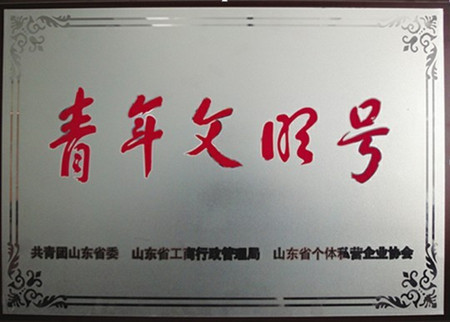 青年文明号
共青团山东省委 山东省工商行政管理局 山东省个体私营企业协会